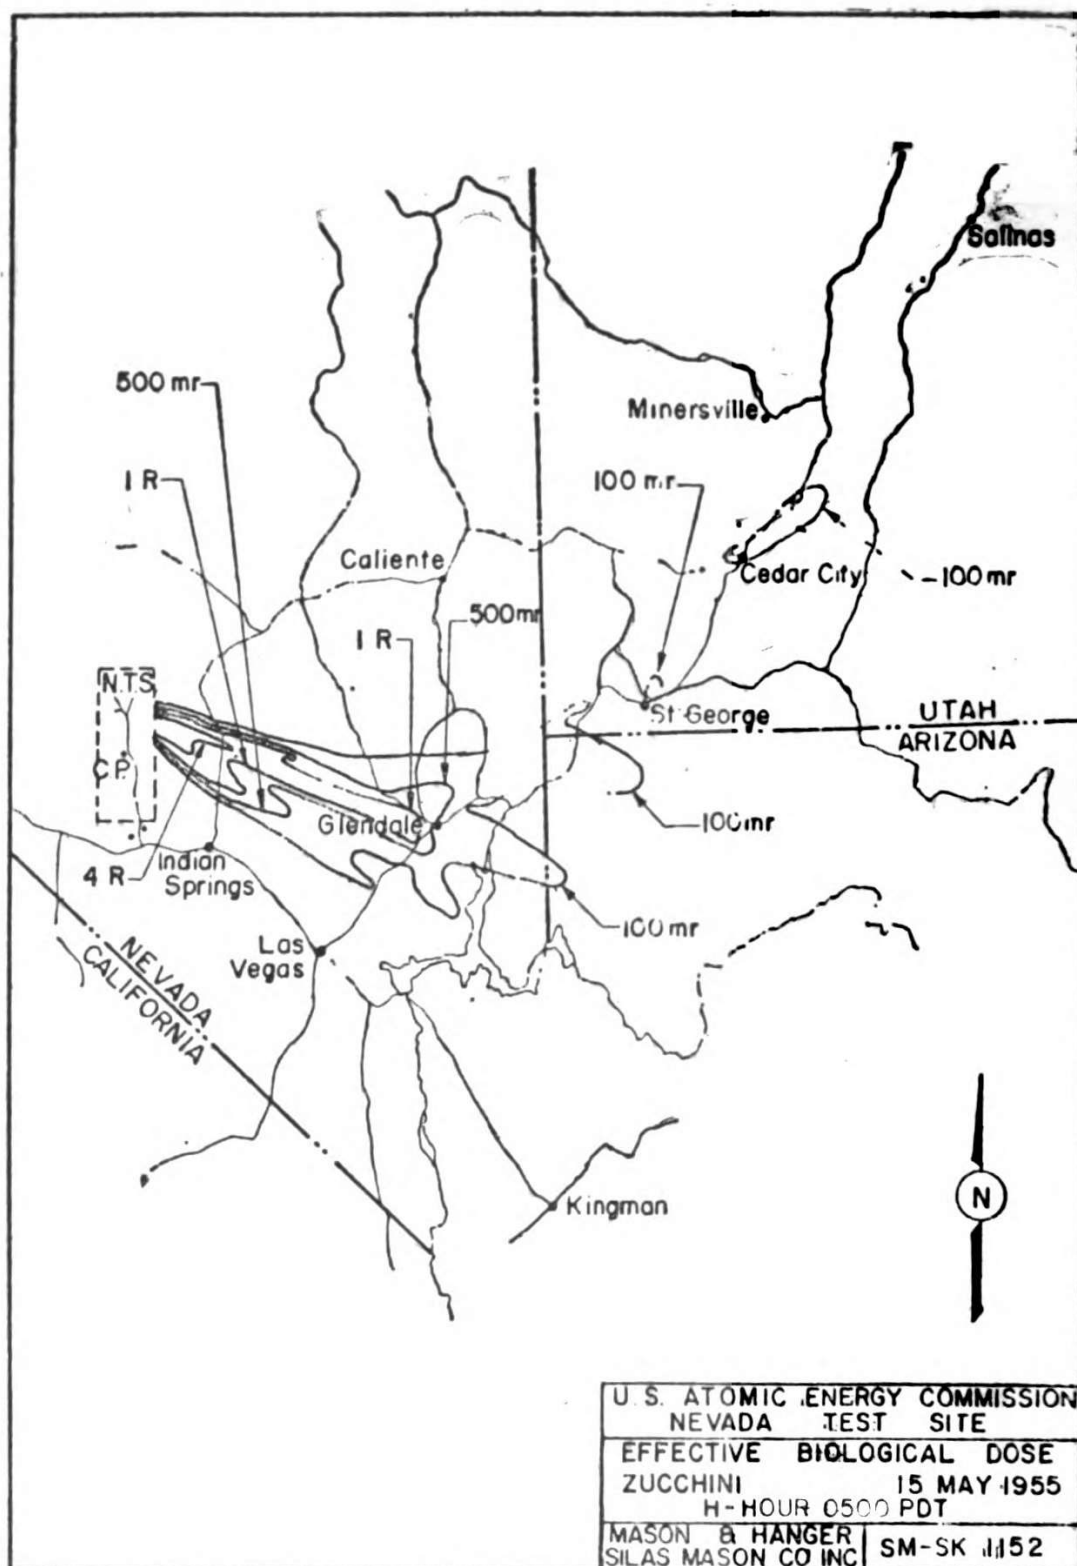 Salinas
500 mr
Minersville
1 R
100 mr
Caliente
Cedar City
100 mr
1 R
500 mr
N.T.S
St George
UTAH
ARIZONA
C.P.
Glendale
100 mr
4 R
Indian
Springs
100 mr
Las
Vegas
NEVADA
CALIFORNIA
Kingman
N
U.S. ATOMIC ENERGY COMMISSION
NEVADA TEST SITE
EFFECTIVE BIOLOGICAL DOSE
ZUCCHINI 15 MAY 1955
H-HOUR 0500 PDT
MASON & HANGER
SILAS MASON CO INC
SM-SK 1152